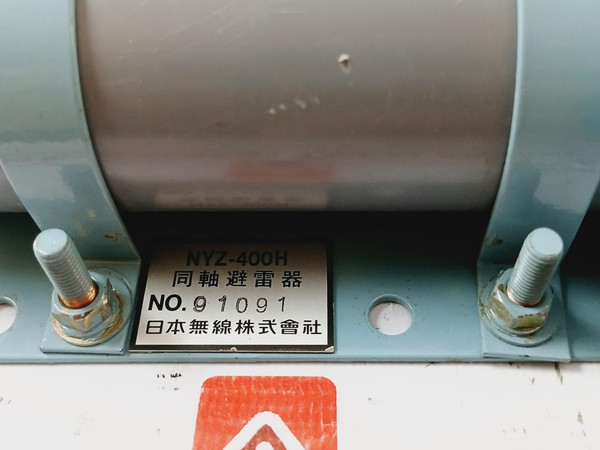 NYZ-400H
同軸避雷器
NO. 91091
日本無線株式會社